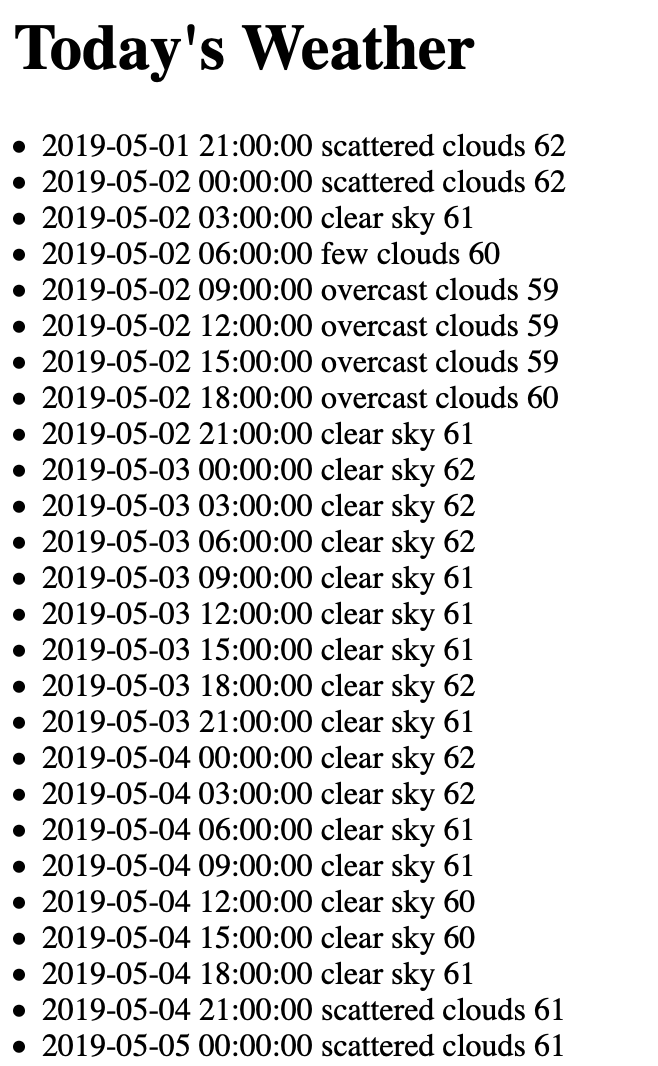 Today's Weather
• 2019-05-01 21:00:00 scattered clouds 62
• 2019-05-02 00:00:00 scattered clouds 62
• 2019-05-02 03:00:00 clear sky 61
• 2019-05-02 06:00:00 few clouds 60
• 2019-05-02 09:00:00 overcast clouds 59
• 2019-05-02 12:00:00 overcast clouds 59
• 2019-05-02 15:00:00 overcast clouds 59
• 2019-05-02 18:00:00 overcast clouds 60
• 2019-05-02 21:00:00 clear sky 61
• 2019-05-03 00:00:00 clear sky 62
• 2019-05-03 03:00:00 clear sky 62
• 2019-05-03 06:00:00 clear sky 62
• 2019-05-03 09:00:00 clear sky 61
• 2019-05-03 12:00:00 clear sky 61
• 2019-05-03 15:00:00 clear sky 61
• 2019-05-03 18:00:00 clear sky 62
• 2019-05-03 21:00:00 clear sky 61
• 2019-05-04 00:00:00 clear sky 62
• 2019-05-04 03:00:00 clear sky 62
• 2019-05-04 06:00:00 clear sky 61
• 2019-05-04 09:00:00 clear sky 61
• 2019-05-04 12:00:00 clear sky 60
• 2019-05-04 15:00:00 clear sky 60
• 2019-05-04 18:00:00 clear sky 61
• 2019-05-04 21:00:00 scattered clouds 61
• 2019-05-05 00:00:00 scattered clouds 61